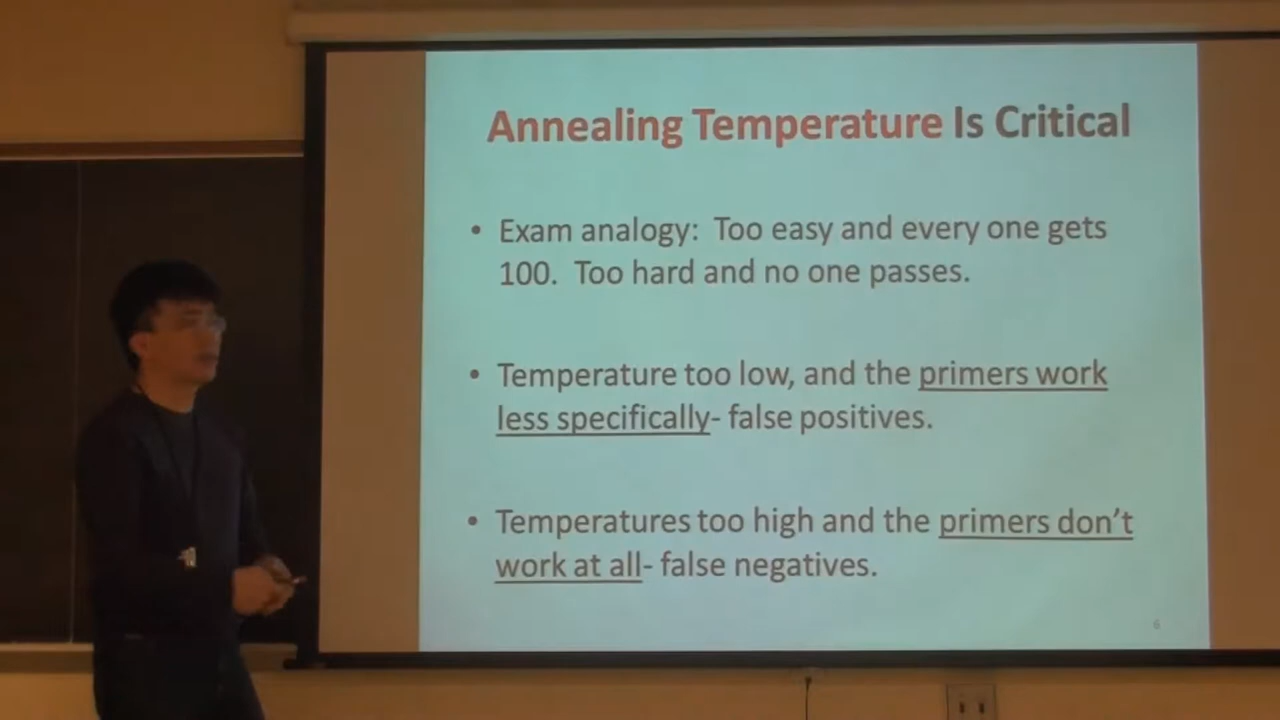 Annealing Temperature Is Critical
• Exam analogy:  Too easy and every one gets
100.  Too hard and no one passes.
• Temperature too low, and the primers work
less specifically- false positives.
• Temperatures too high and the primers don't
work at all- false negatives.
6